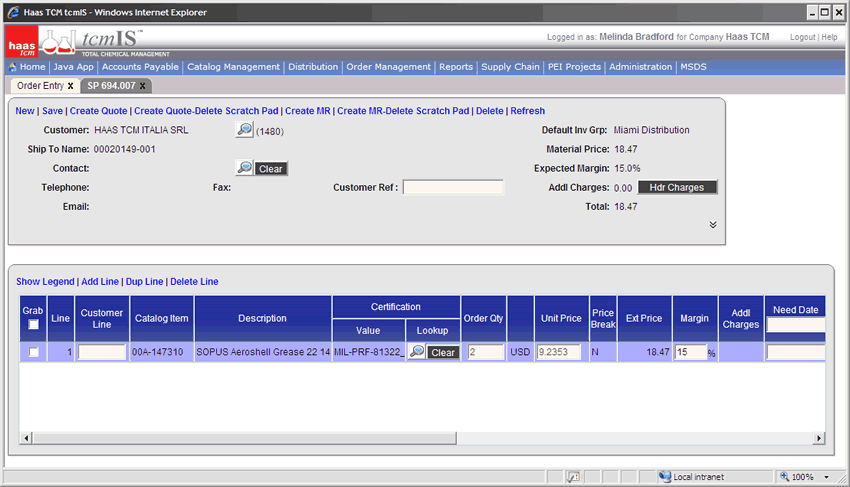 Haas TCM tcmIS - Windows Internet Explorer
haas tcm
tcmIS™
TOTAL CHEMICAL MANAGEMENT
Logged in as: Melinda Bradford for Company Haas TCM Logout | Help
Home | Java App | Accounts Payable | Catalog Management | Distribution | Order Management | Reports | Supply Chain | PEI Projects | Administration | MSDS
Order Entry X SP 694.007 X
New | Save | Create Quote | Create Quote-Delete Scratch Pad | Create MR | Create MR-Delete Scratch Pad | Delete | Refresh
Customer: HAAS TCM ITALIA SRL (1480) Default Inv Grp: Miami Distribution
Ship To Name: 00020149-001 Material Price: 18.47
Contact: Clear Expected Margin: 15.0%
Telephone: Fax: Customer Ref : Addl Charges: 0.00 Hdr Charges
Email: Total: 18.47
Show Legend | Add Line | Dup Line | Delete Line
Grab Line Customer Line Catalog Item Description Certification Value Lookup Order Qty Unit Price Price Break Ext Price Margin Addl Charges Need Date
1 00A-147310 SOPUS Aeroshell Grease 22 14 MIL-PRF-81322_ Clear 2 USD 9.2353 N 18.47 15 %
Local intranet 100%